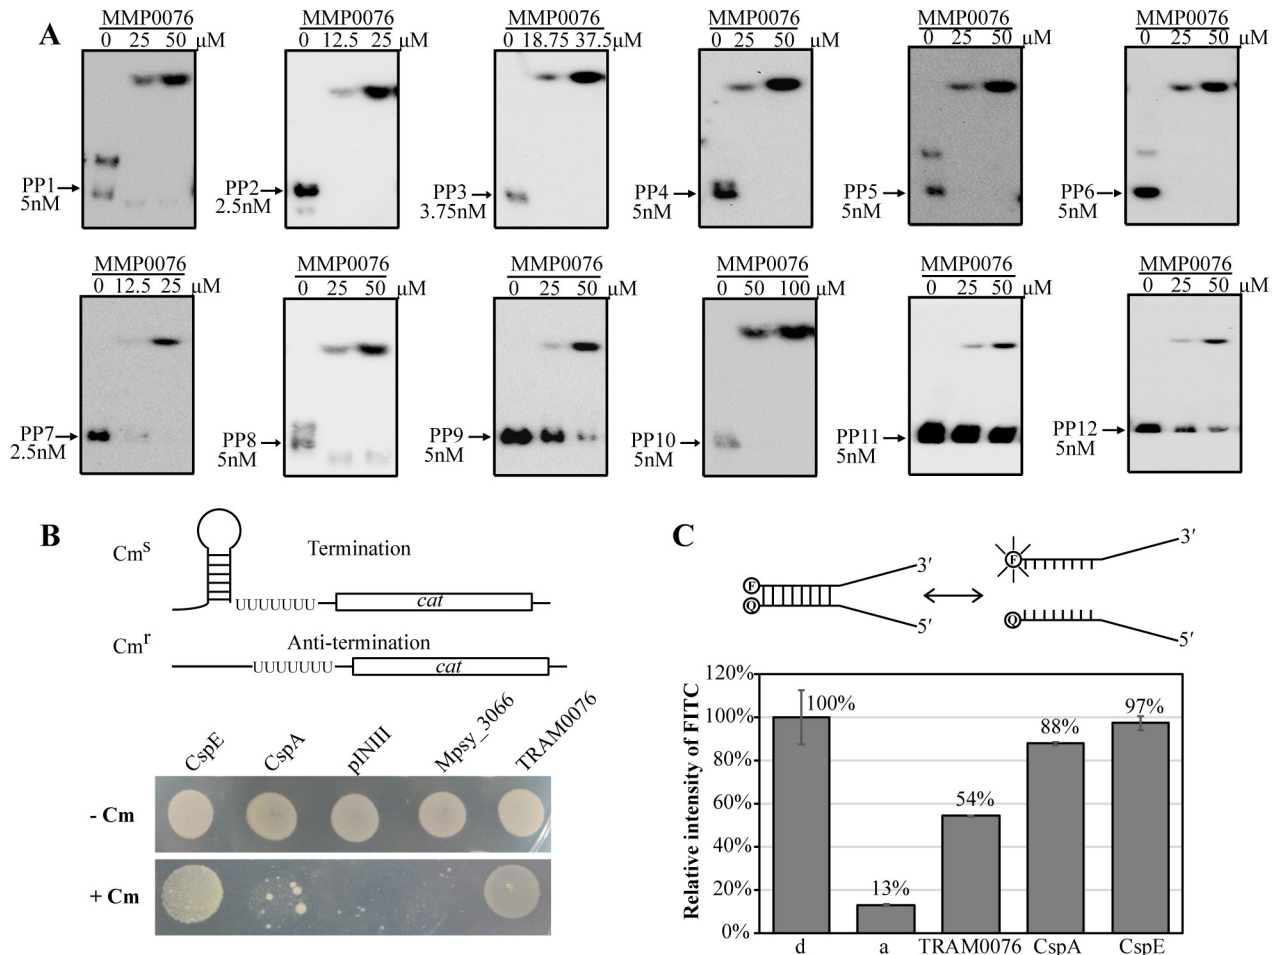 A
MMP0076
0 25 50 μM
PP1
5nM
MMP0076
0 12.5 25 μM
PP2
2.5nM
MMP0076
0 18.75 37.5μM
PP3
3.75nM
MMP0076
0 25 50 μM
PP4
5nM
MMP0076
0 25 50 μM
PP5
5nM
MMP0076
0 25 50 μM
PP6
5nM
MMP0076
0 12.5 25 μM
PP7
2.5nM
MMP0076
0 25 50 μM
PP8
5nM
MMP0076
0 25 50 μM
PP9
5nM
MMP0076
0 50 100 μM
PP10
5nM
MMP0076
0 25 50 μM
PP11
5nM
MMP0076
0 25 50 μM
PP12
5nM
B
Cmˢ Termination
UUUUUUU cat
Cmʳ Anti-termination
UUUUUUU cat
CspE CspA pINIII Mpsy_3066 TRAM0076
- Cm
+ Cm
C
F 3′
Q 5′
F 3′
Q 5′
Relative intensity of FITC
120%
100%
80%
60%
40%
20%
0%
100% 13% 54% 88% 97%
d a TRAM0076 CspA CspE